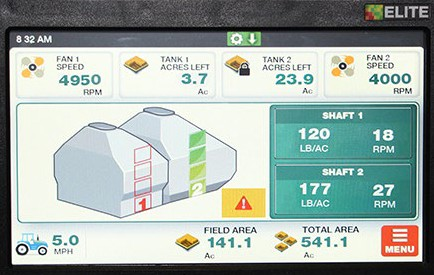 ELITE
8 32 AM
FAN 1
SPEED
4950
RPM
TANK 1
ACRES LEFT
3.7
Ac
TANK 2
ACRES LEFT
23.9
Ac
FAN 2
SPEED
4000
RPM
1
2
SHAFT 1
120
LB/AC
18
RPM
SHAFT 2
177
LB/AC
27
RPM
5.0
MPH
FIELD AREA
141.1
Ac
TOTAL AREA
541.1
Ac
MENU